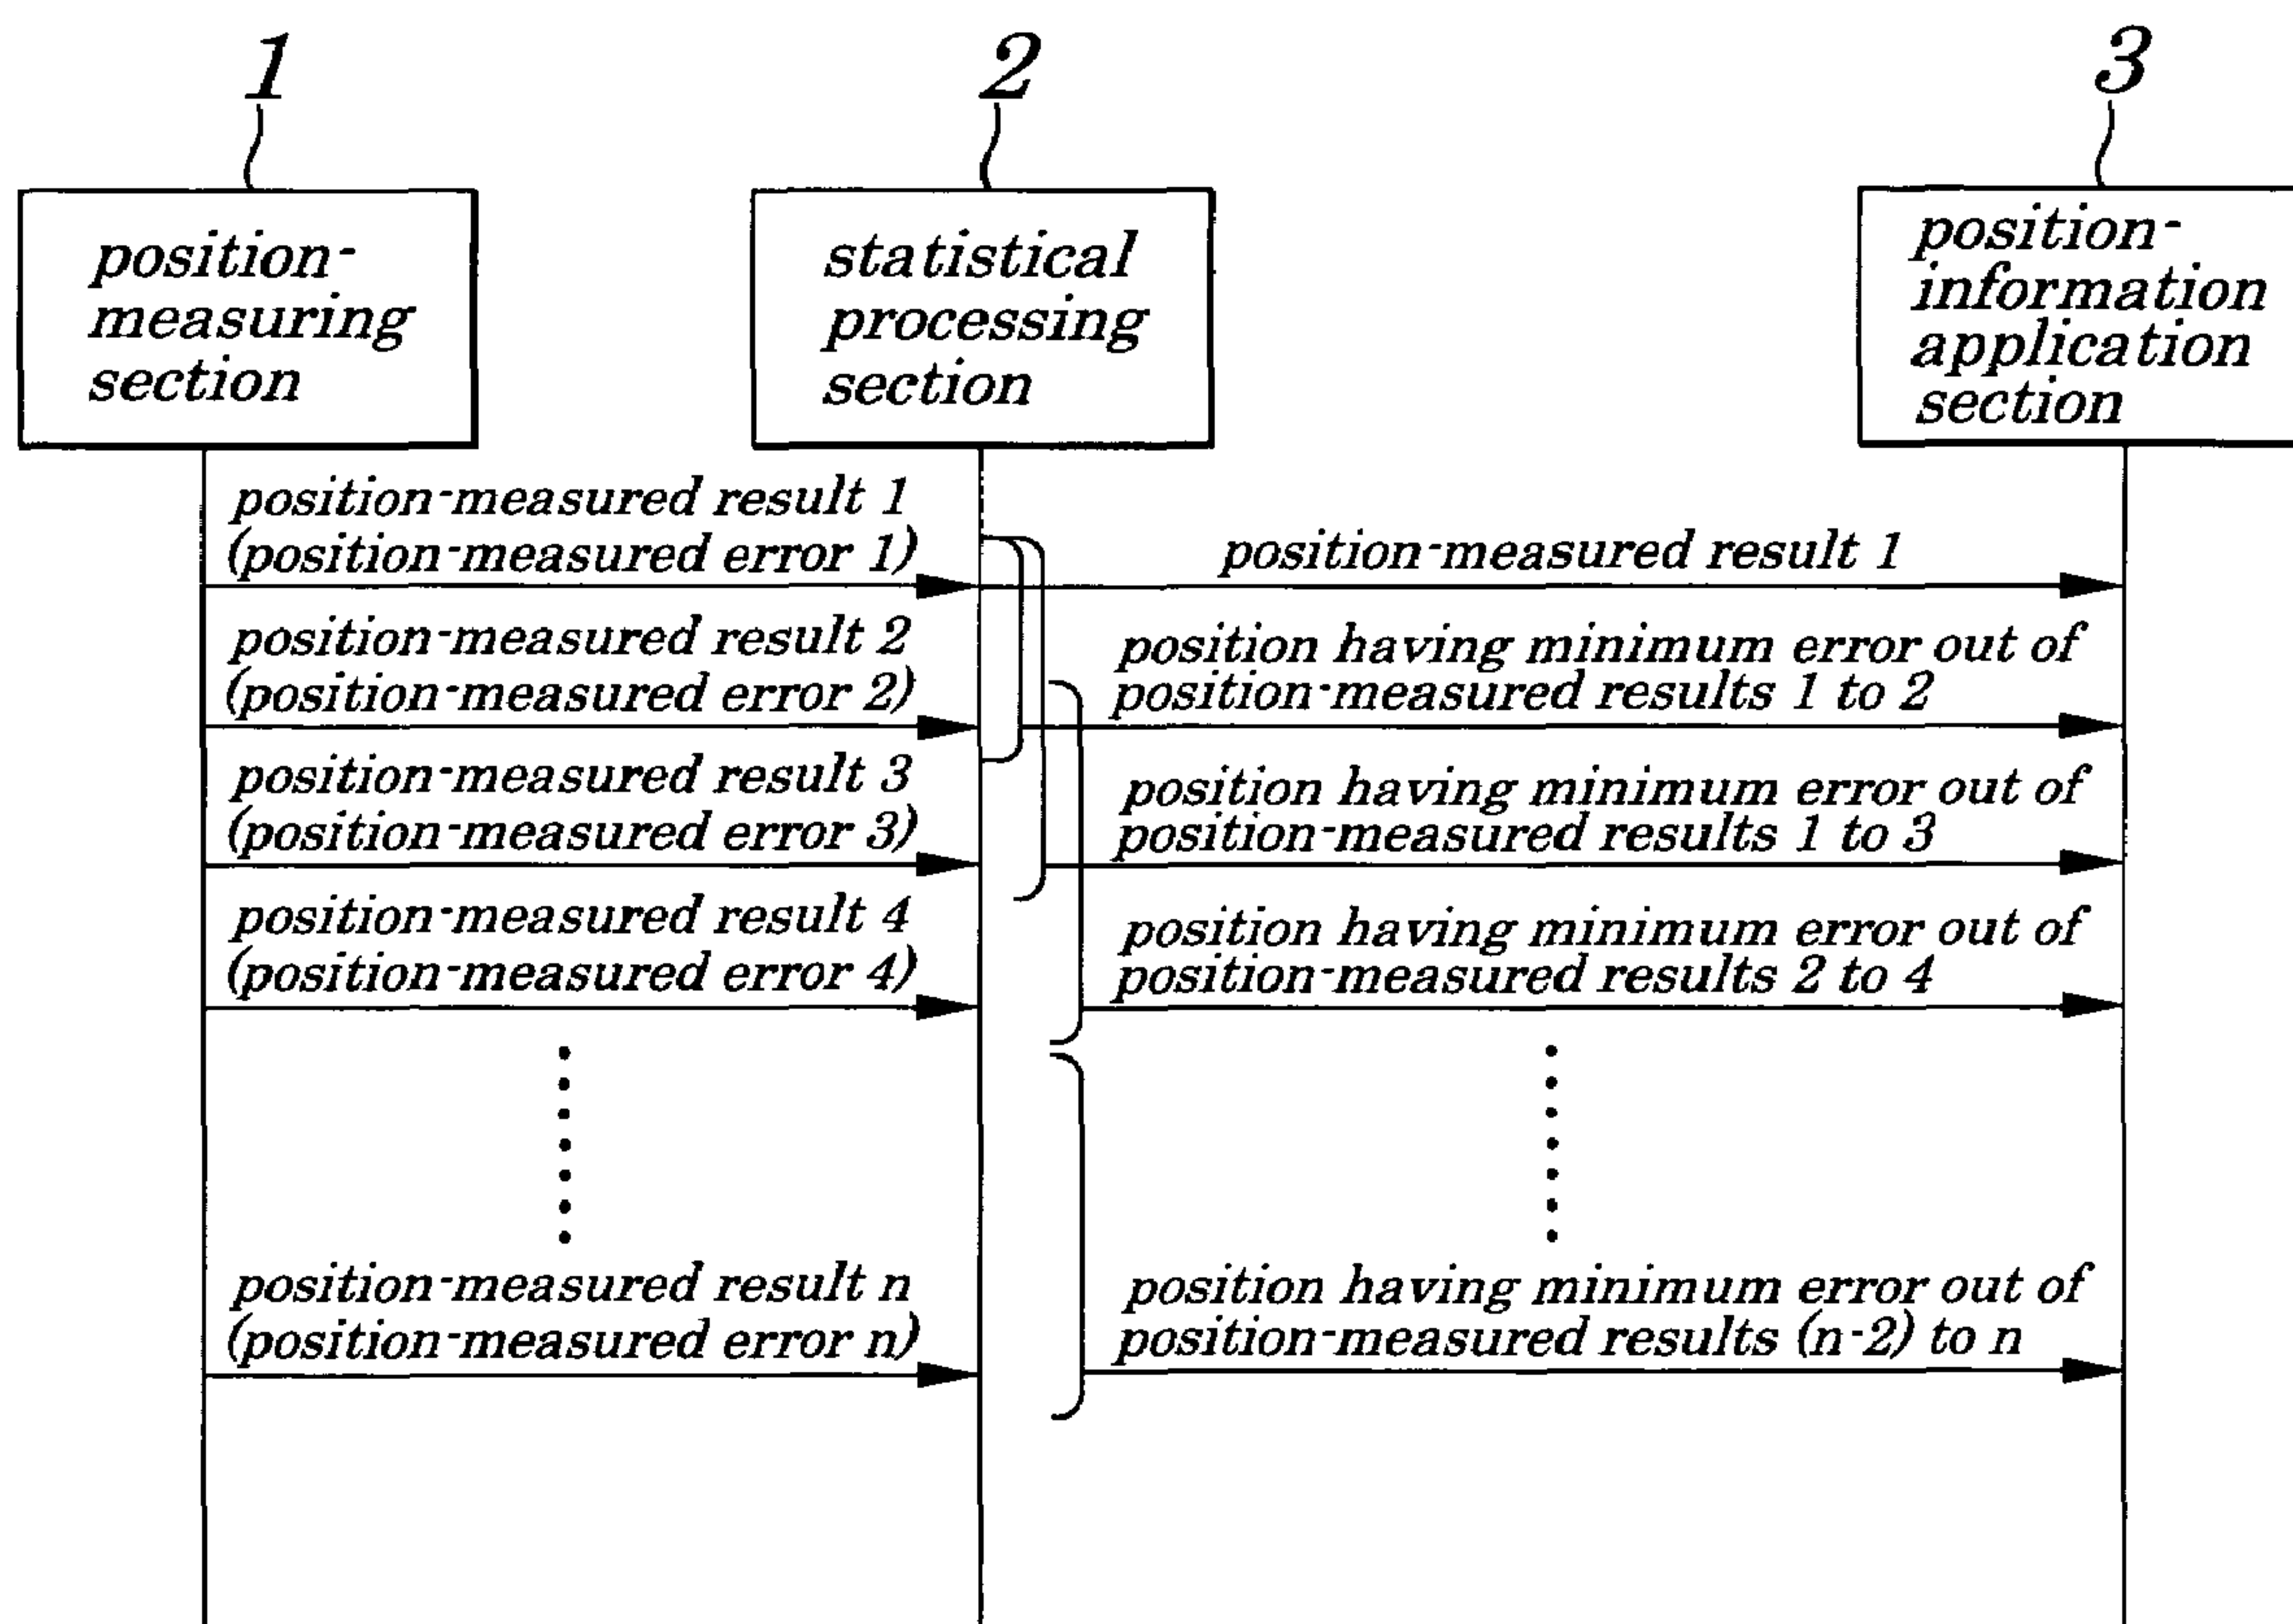 1
2
3
position-
measuring
section
statistical
processing
section
position-
information
application
section
position-measured result 1
(position-measured error 1)
position-measured result 1
position-measured result 2
(position-measured error 2)
position having minimum error out of
position-measured results 1 to 2
position-measured result 3
(position-measured error 3)
position having minimum error out of
position-measured results 1 to 3
position-measured result 4
(position-measured error 4)
position having minimum error out of
position-measured results 2 to 4
position-measured result n
(position-measured error n)
position having minimum error out of
position-measured results (n-2) to n